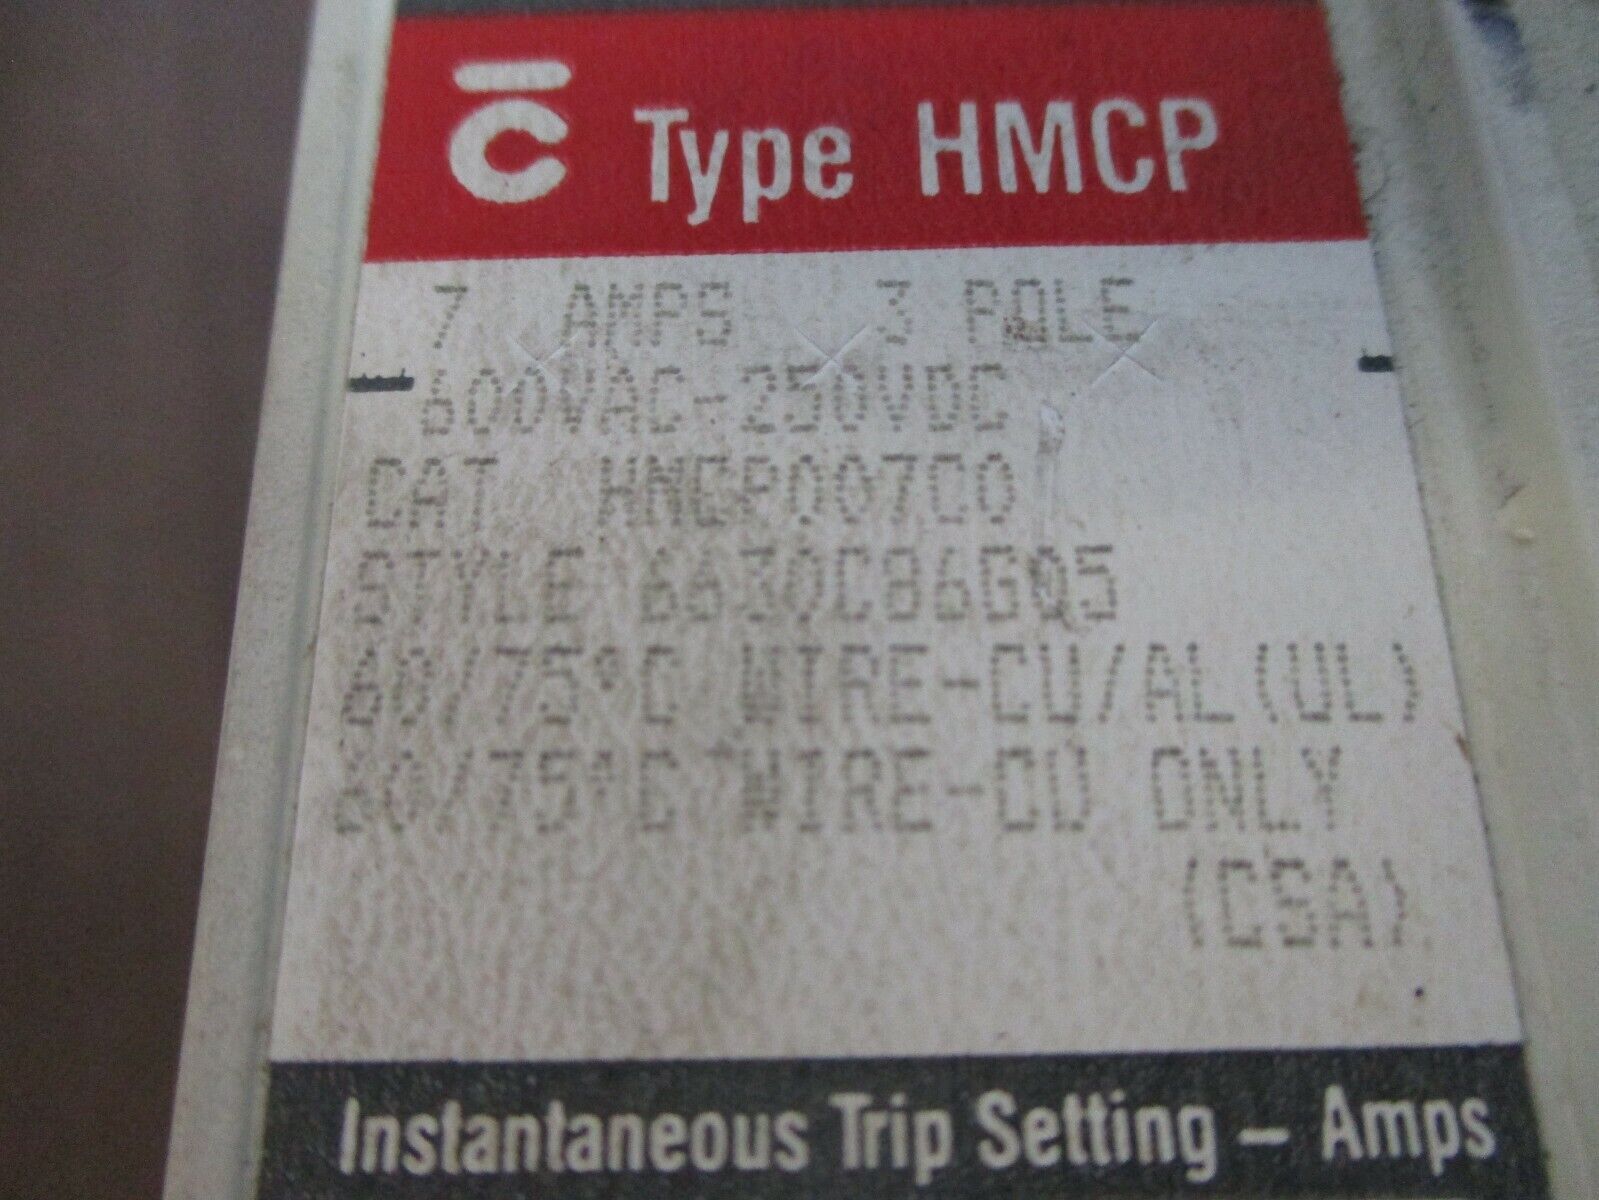 C Type HMCP
7 AMPS 3 POLE
600VAC-250VDC
CAT HMCP007C0
STYLE 6630C86G05
60/75°C WIRE-CU/AL(UL)
60/75°C WIRE-CU ONLY
(CSA)
Instantaneous Trip Setting – Amps